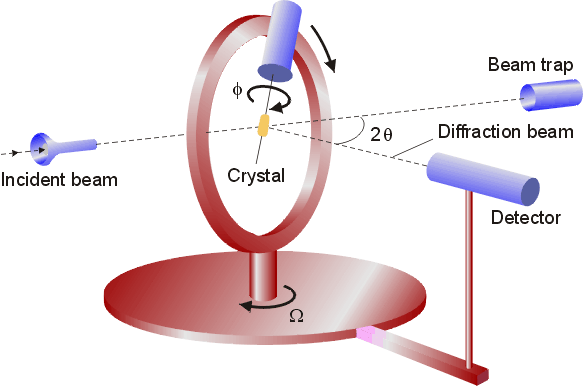 Beam trap
ϕ
2θ
Diffraction beam
Incident beam
Crystal
Detector
Ω